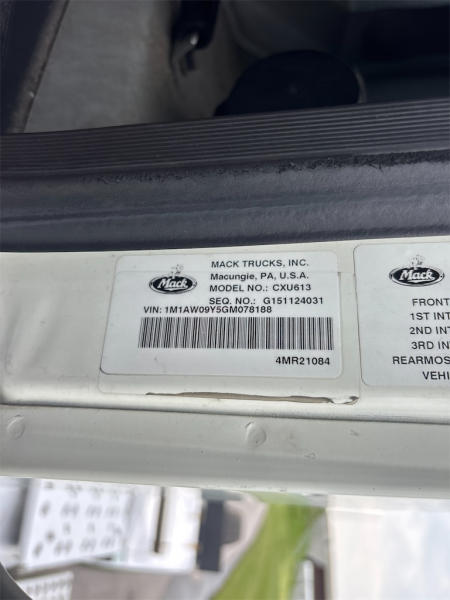 Mack
MACK TRUCKS, INC.
Macungie, PA, U.S.A.
MODEL NO.: CXU613
SEQ. NO.: G151124031
VIN: 1M1AW09Y5GM078188
4MR21084
Mack
FRONT
1ST INT
2ND INT
3RD INT
REARMOS
VEHI